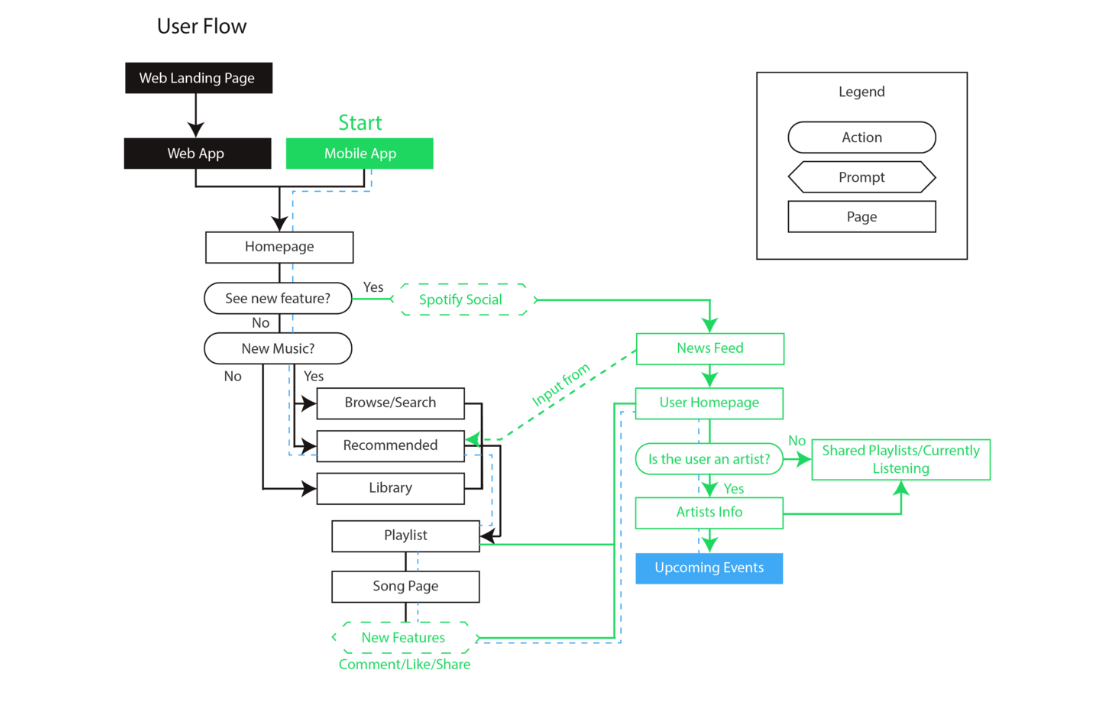 User Flow
Web Landing Page
Legend
Start
Action
Web App
Mobile App
Prompt
Page
Homepage
Yes
See new feature?
Spotify Social
No
New Music?
News Feed
No
Yes
Input from
Browse/Search
User Homepage
Recommended
No
Is the user an artist?
Shared Playlists/Currently
Listening
Library
Yes
Artists Info
Playlist
Upcoming Events
Song Page
New Features
Comment/Like/Share